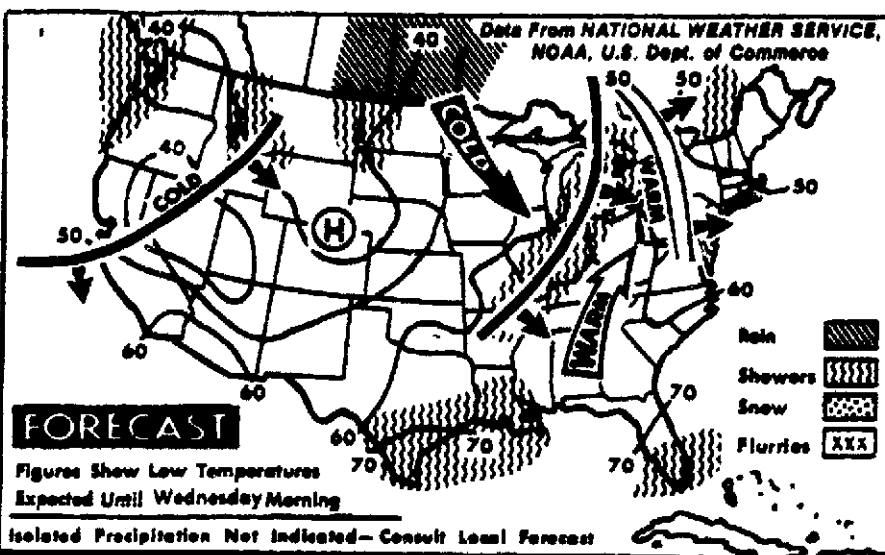 Data From NATIONAL WEATHER SERVICE,
NOAA, U.S. Dept. of Commerce
40
40
50
50
COLD
40
COLD
WARM
50
50
H
60
WARM
60
60
60
70
70
70
70
Rain
Showers
Snow
Flurries XXX
FORECAST
Figures Show Low Temperatures
Expected Until Wednesday Morning
Isolated Precipitation Not Indicated— Consult Local Forecast